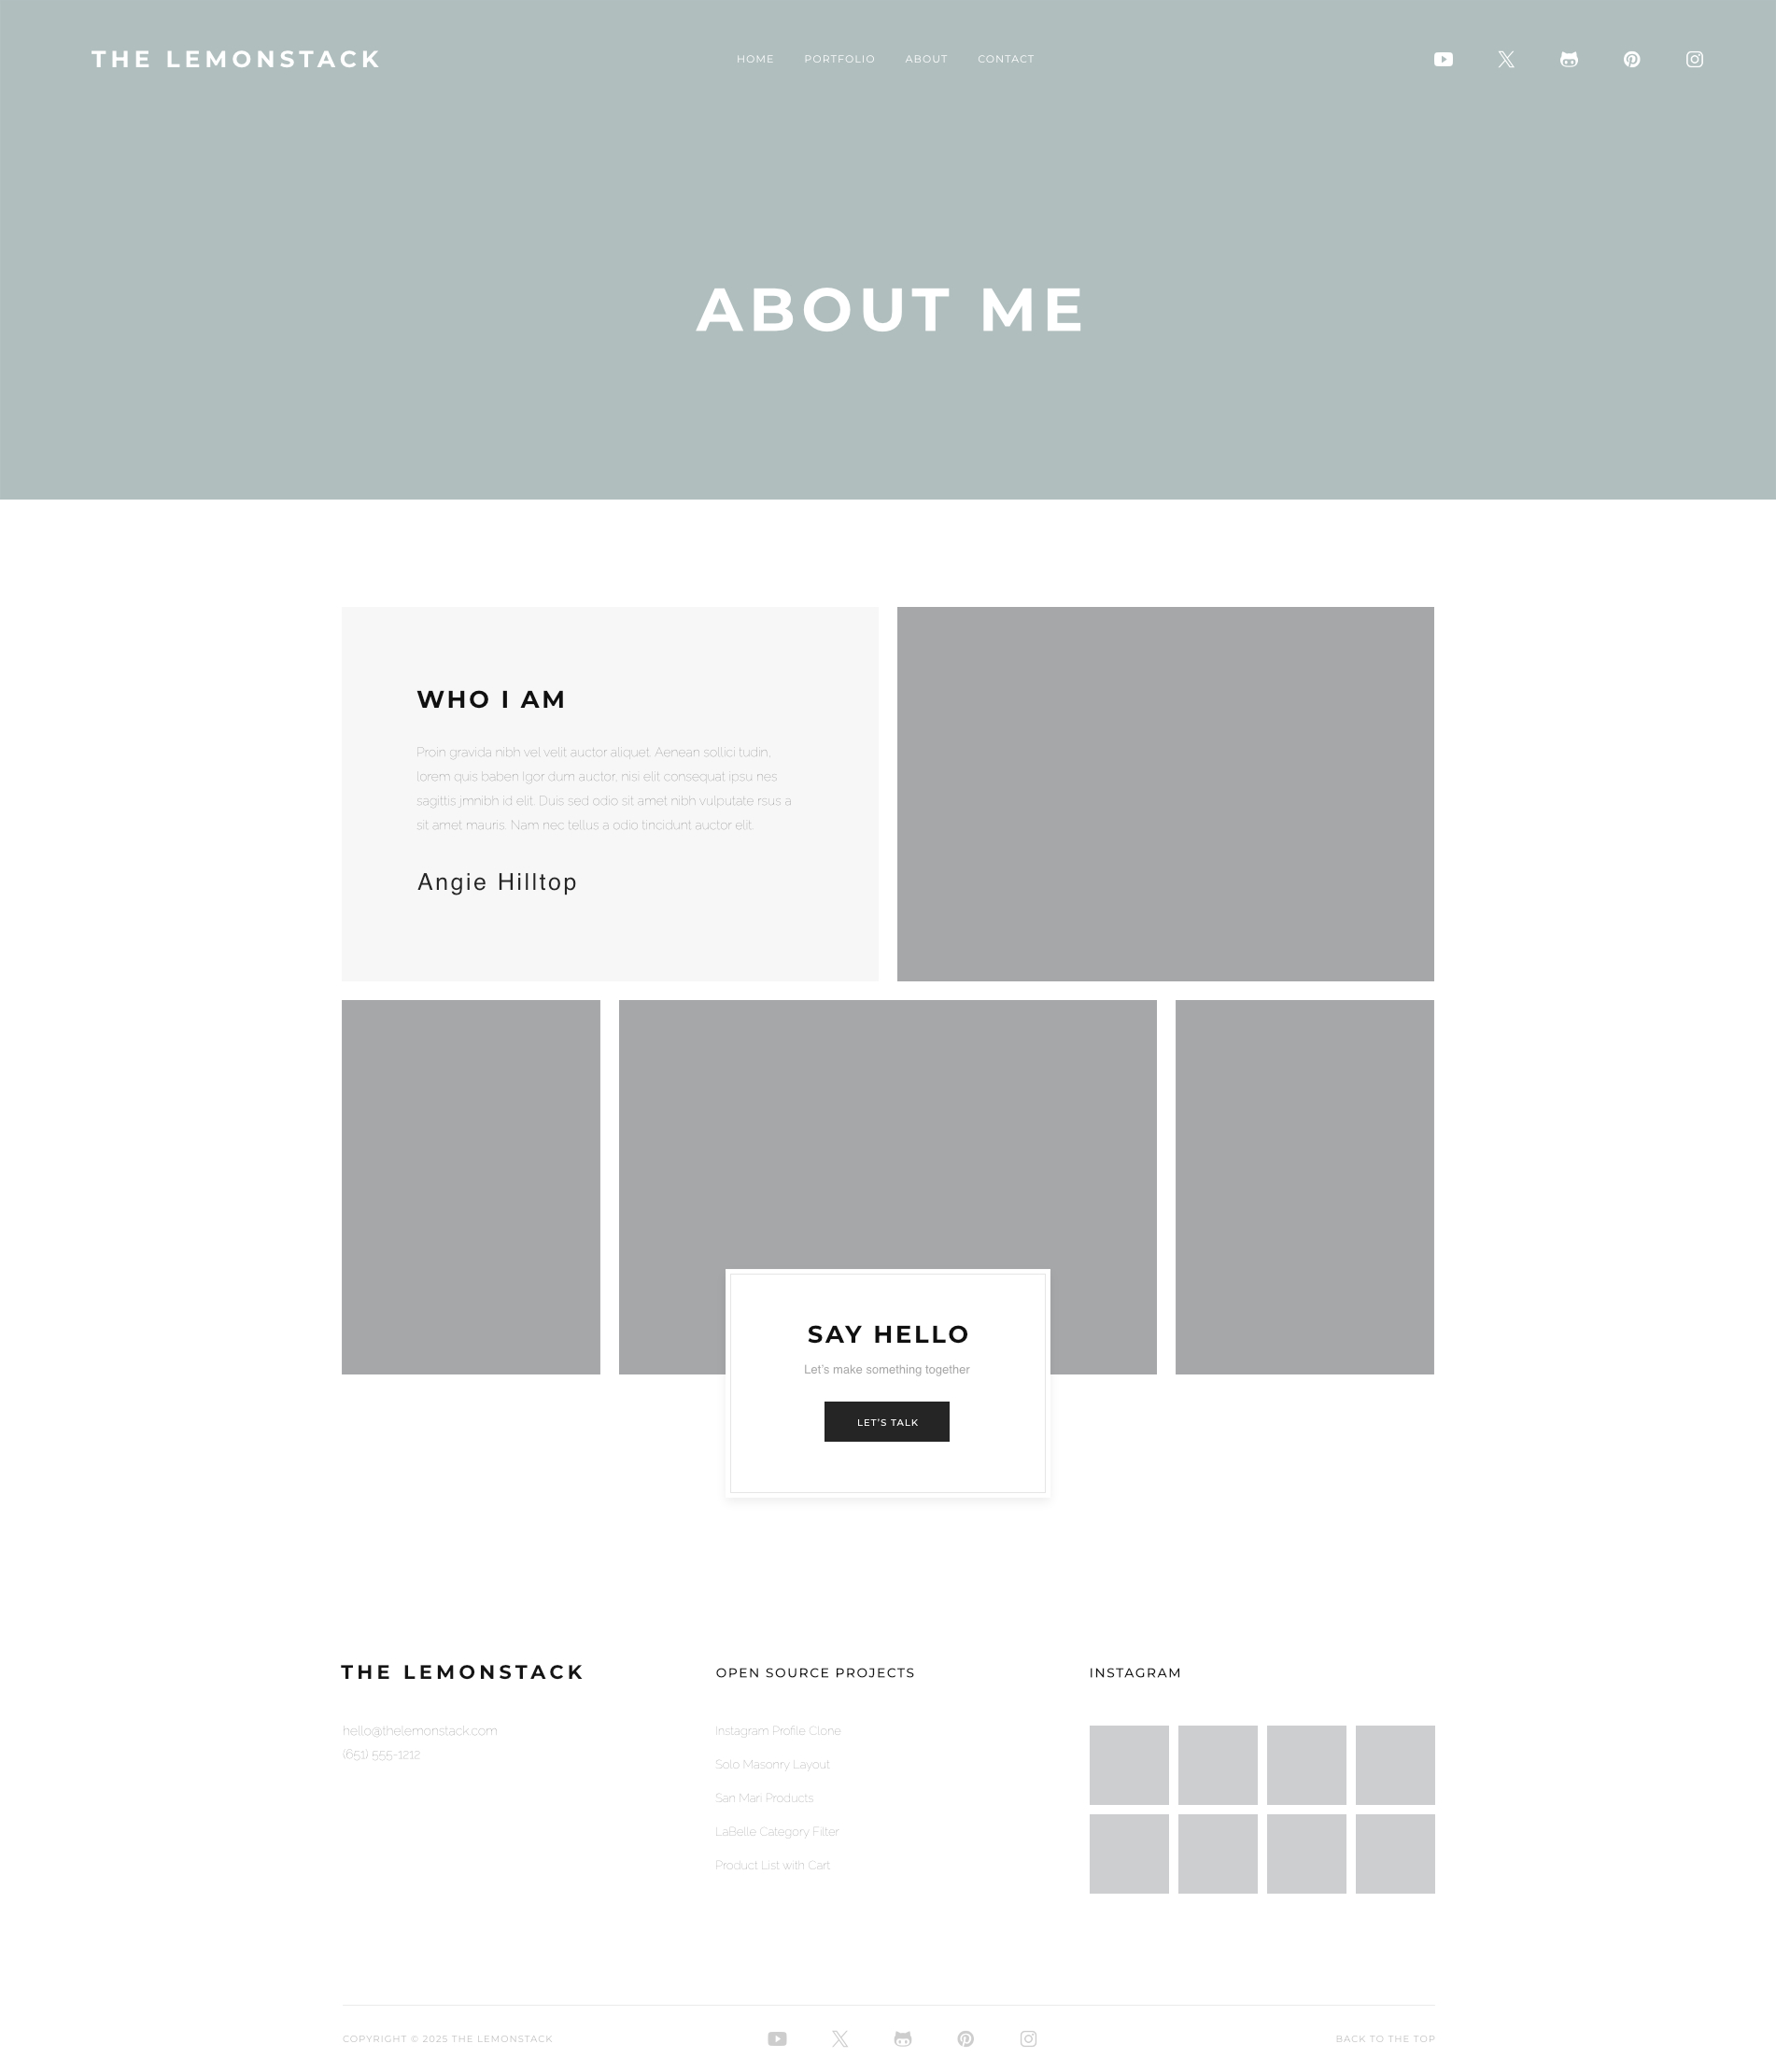 THE LEMONSTACK
HOME PORTFOLIO ABOUT CONTACT
ABOUT ME
WHO I AM
Proin gravida nibh vel velit auctor aliquet. Aenean sollici tudin,
lorem quis baben lgor dum auctor, nisi elit consequat ipsu nes
sagittis jmnibh id elit. Duis sed odio sit amet nibh vulputate rsus a
sit amet mauris. Nam nec tellus a odio tincidunt auctor elit.
Angie Hilltop
SAY HELLO
Let's make something together
LET'S TALK
THE LEMONSTACK
hello@thelemonstack.com
(651) 555-1212
OPEN SOURCE PROJECTS
Instagram Profile Clone
Solo Masonry Layout
San Mari Products
LaBelle Category Filter
Product List with Cart
INSTAGRAM
COPYRIGHT © 2025 THE LEMONSTACK
BACK TO THE TOP